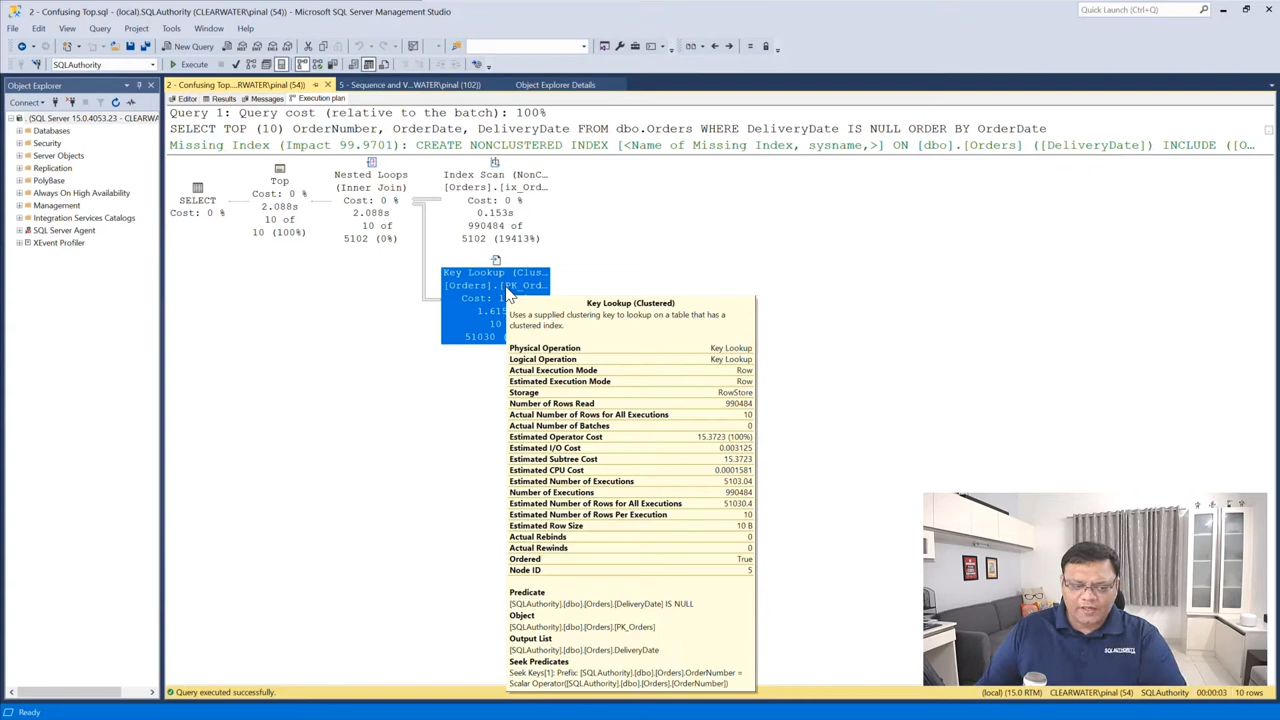 2 - Confusing Top.sql - (local).SQLAuthority (CLEARWATER\pinal (54)) - Microsoft SQL Server Management Studio
Quick Launch (Ctrl+Q)
File Edit View Query Project Tools Window Help
New Query
SQLAuthority
Execute
Object Explorer
2 - Confusing Top....RWATER\pinal (54))
5 - Sequence and V...WATER\pinal (102))
Object Explorer Details
Connect
Editor Results Messages Execution plan
. (SQL Server 15.0.4053.23 - CLEARWATER\pinal)
Databases
Security
Server Objects
Replication
PolyBase
Always On High Availability
Management
Integration Services Catalogs
SQL Server Agent
XEvent Profiler
Query 1: Query cost (relative to the batch): 100%
SELECT TOP (10) OrderNumber, OrderDate, DeliveryDate FROM dbo.Orders WHERE DeliveryDate IS NULL ORDER BY OrderDate
Missing Index (Impact 99.9701): CREATE NONCLUSTERED INDEX [<Name of Missing Index, sysname,>] ON [dbo].[Orders] ([DeliveryDate]) INCLUDE ([O...
SELECT
Cost: 0 %
Top
Cost: 0 %
2.088s
10 of
10 (100%)
Nested Loops
(Inner Join)
Cost: 0 %
2.088s
10 of
5102 (0%)
Index Scan (NonC...
[Orders].[ix_Ord...
Cost: 0 %
0.153s
990484 of
5102 (19413%)
Key Lookup (Clus...
[Orders].[PK_Ord...
Cost: 1
1.615
10
51030 (
Key Lookup (Clustered)
Uses a supplied clustering key to lookup on a table that has a
clustered index.
Physical Operation Key Lookup
Logical Operation Key Lookup
Actual Execution Mode Row
Estimated Execution Mode Row
Storage RowStore
Number of Rows Read 990484
Actual Number of Rows for All Executions 10
Actual Number of Batches 0
Estimated Operator Cost 15.3723 (100%)
Estimated I/O Cost 0.003125
Estimated Subtree Cost 15.3723
Estimated CPU Cost 0.0001581
Estimated Number of Executions 5103.04
Number of Executions 990484
Estimated Number of Rows for All Executions 51030.4
Estimated Number of Rows Per Execution 10
Estimated Row Size 10 B
Actual Rebinds 0
Actual Rewinds 0
Ordered True
Node ID 5
Predicate
[SQLAuthority].[dbo].[Orders].[DeliveryDate] IS NULL
Object
[SQLAuthority].[dbo].[Orders].[PK_Orders]
Output List
[SQLAuthority].[dbo].[Orders].DeliveryDate
Seek Predicates
Seek Keys[1]: Prefix: [SQLAuthority].[dbo].[Orders].OrderNumber =
Scalar Operator([SQLAuthority].[dbo].[Orders].[OrderNumber])
SQLAUTHORITY
Query executed successfully.
(local) (15.0 RTM) CLEARWATER\pinal (54) SQLAuthority 00:00:03 10 rows
Ready